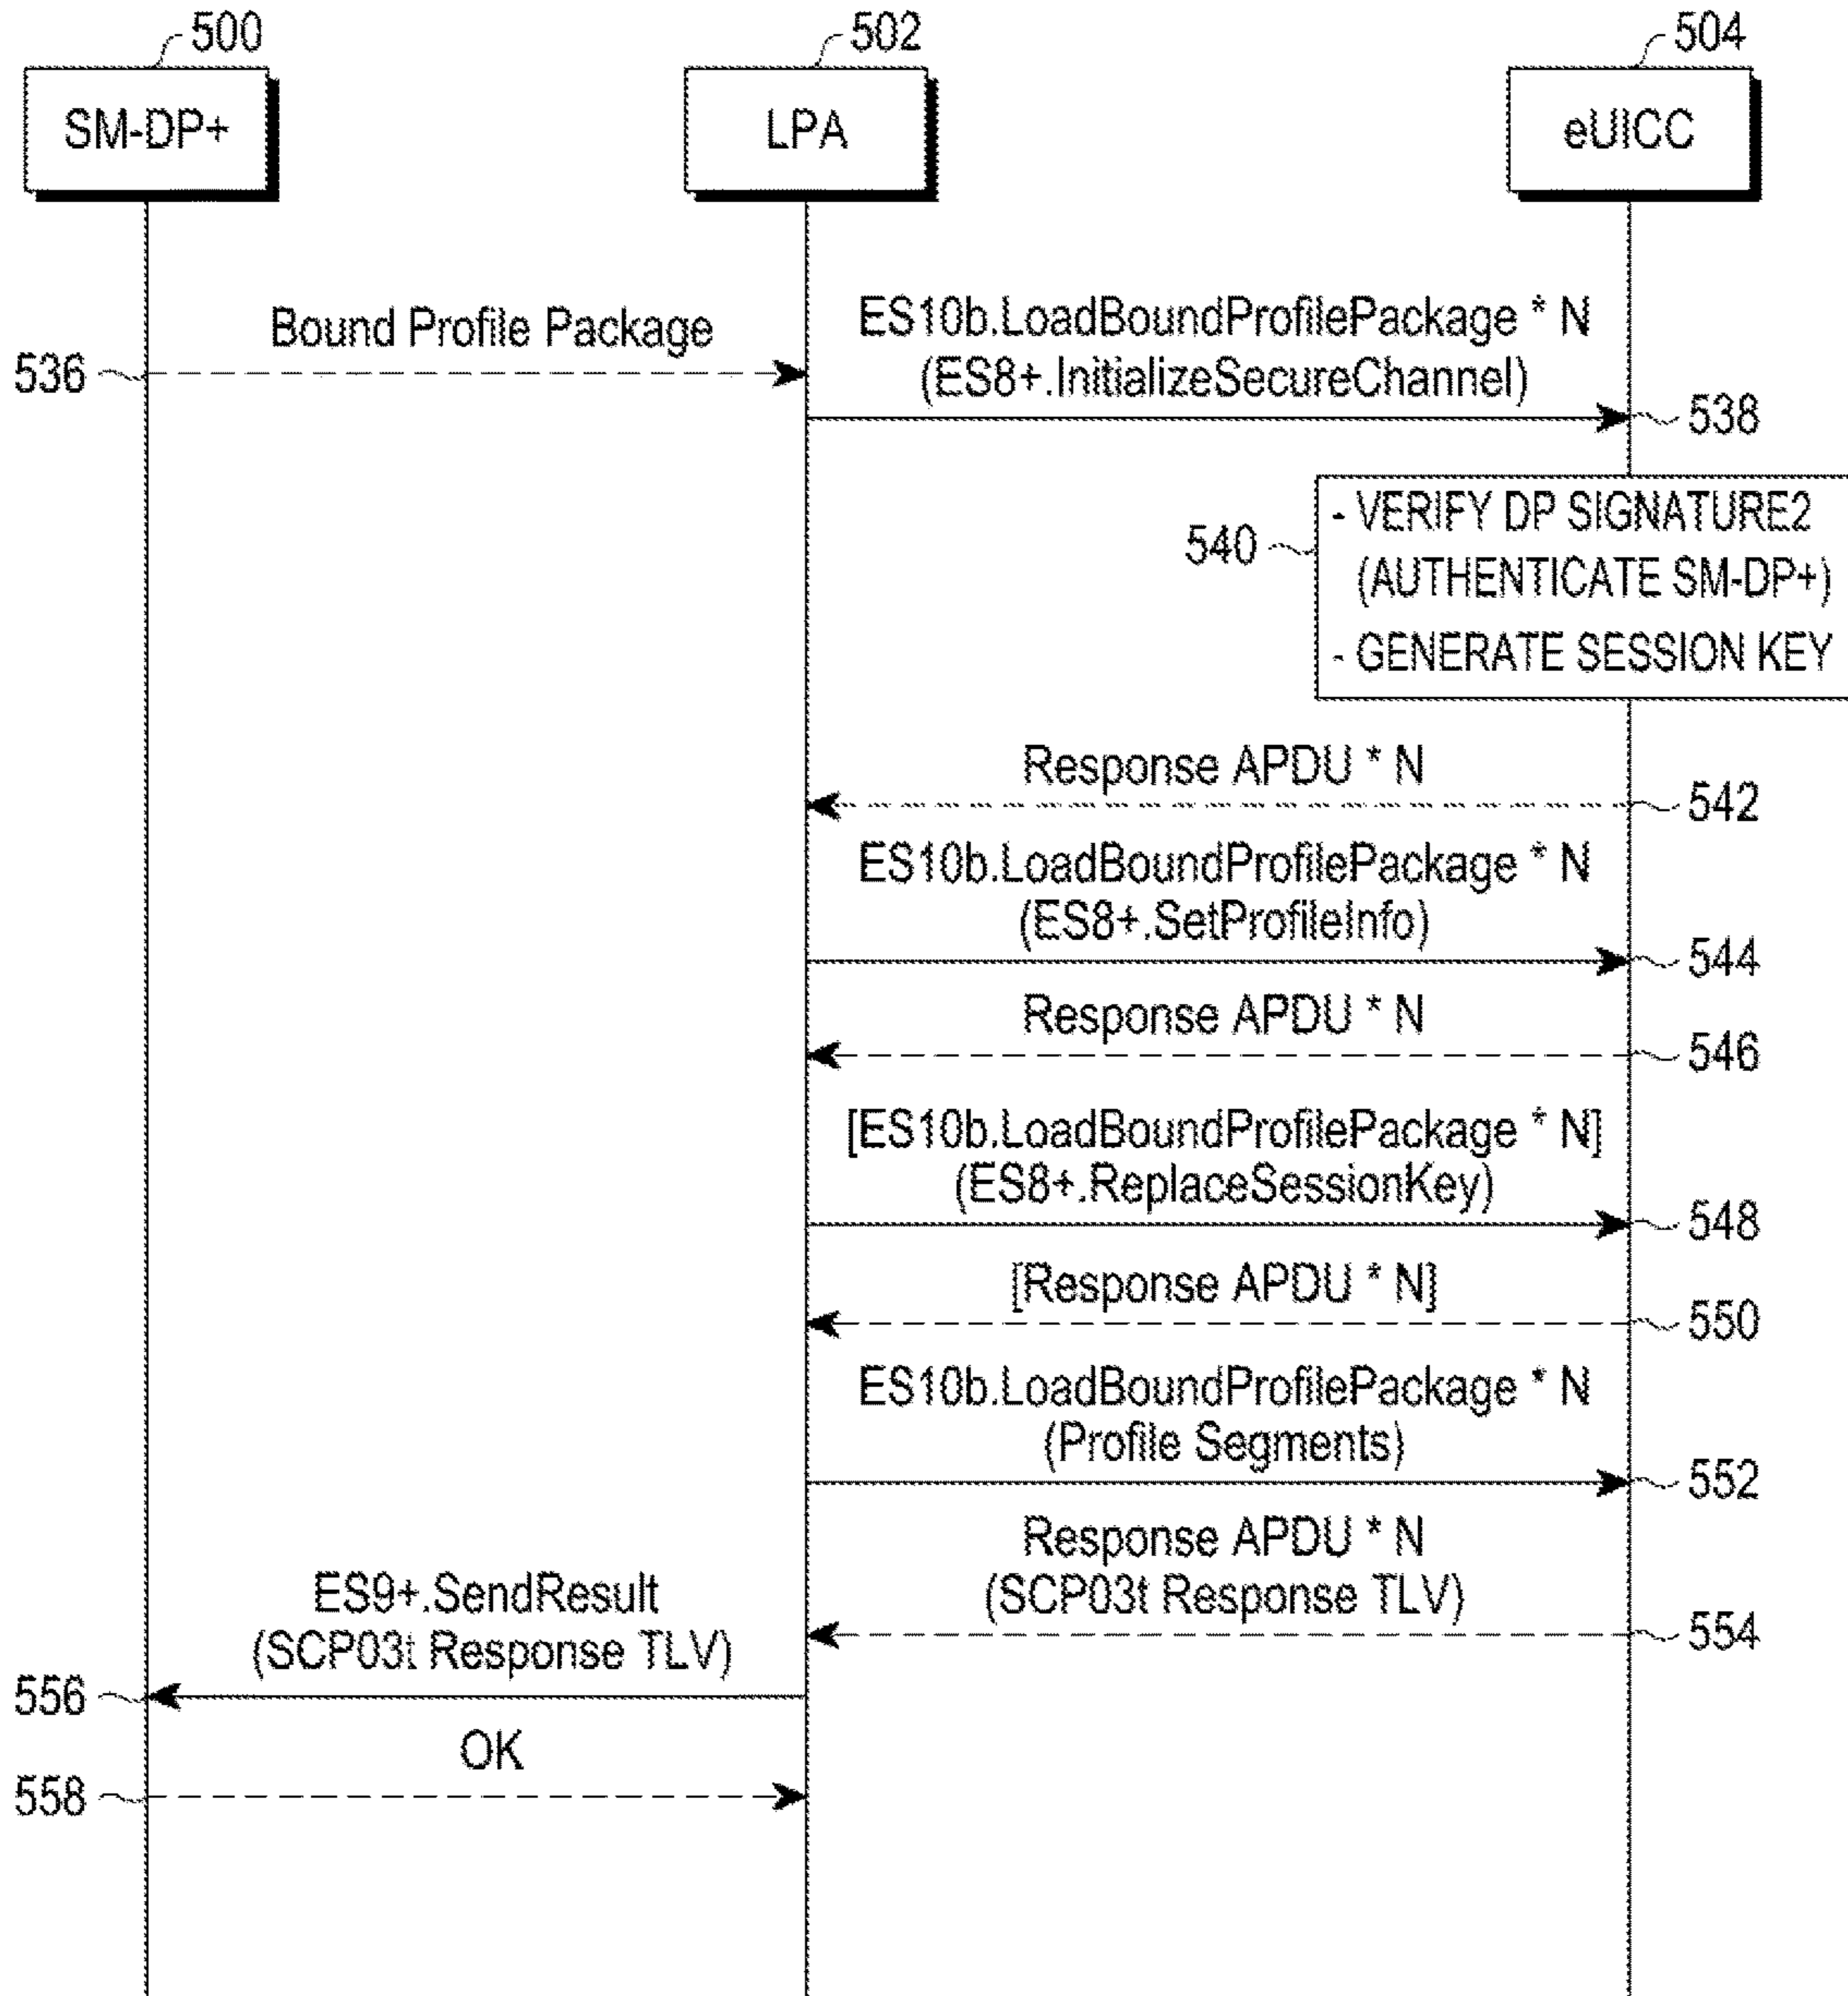 500
502
504
SM-DP+
LPA
eUICC
Bound Profile Package
536
ES10b.LoadBoundProfilePackage * N
(ES8+.InitializeSecureChannel)
538
540
- VERIFY DP SIGNATURE2
(AUTHENTICATE SM-DP+)
- GENERATE SESSION KEY
Response APDU * N
542
ES10b.LoadBoundProfilePackage * N
(ES8+.SetProfileInfo)
544
Response APDU * N
546
[ES10b.LoadBoundProfilePackage * N]
(ES8+.ReplaceSessionKey)
548
[Response APDU * N]
550
ES10b.LoadBoundProfilePackage * N
(Profile Segments)
552
Response APDU * N
(SCP03t Response TLV)
554
ES9+.SendResult
(SCP03t Response TLV)
556
OK
558